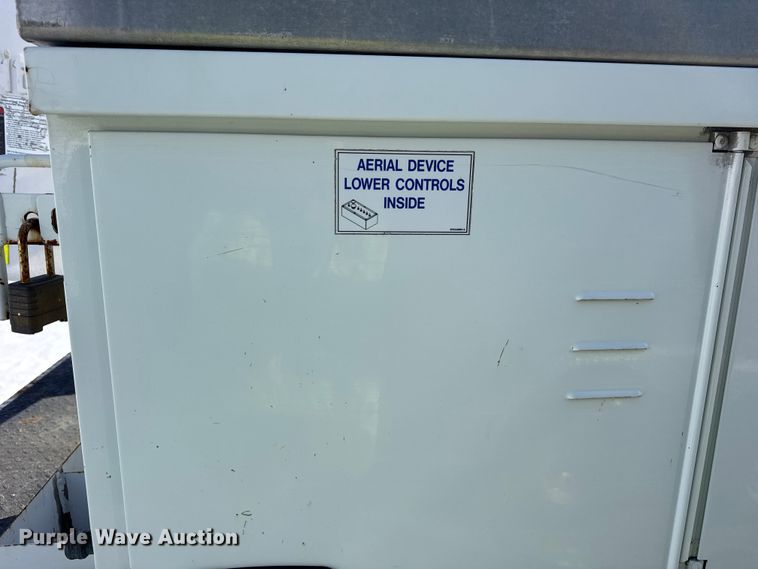 AERIAL DEVICE
LOWER CONTROLS
INSIDE
Purple Wave Auction